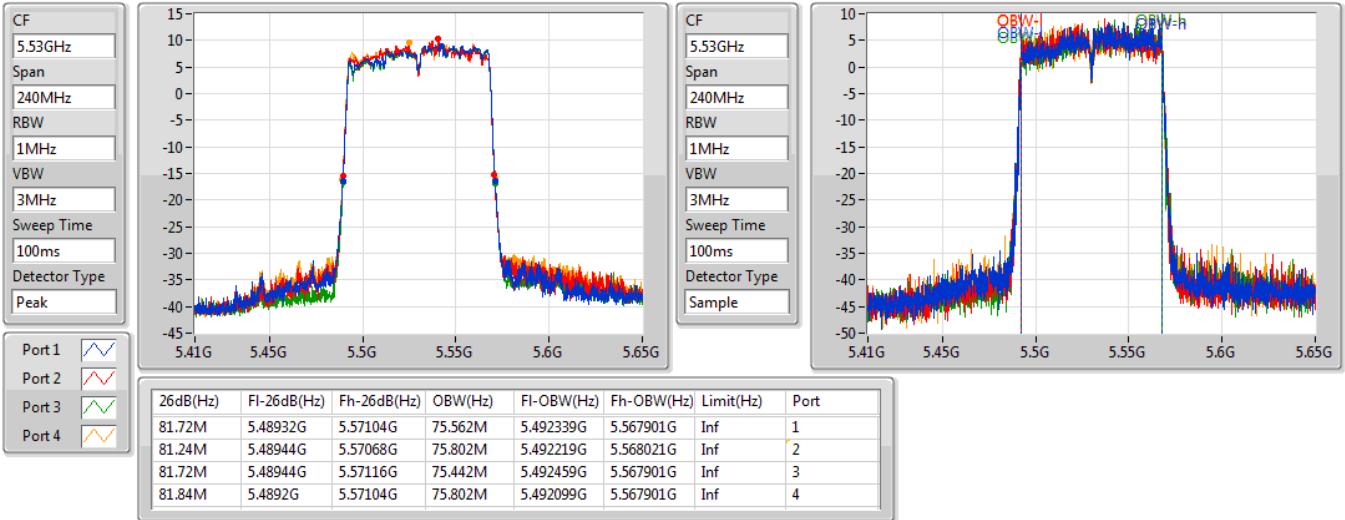 CF
5.53GHz
Span
240MHz
RBW
1MHz
VBW
3MHz
Sweep Time
100ms
Detector Type
Peak
15
10
5
0
-5
-10
-15
-20
-25
-30
-35
-40
-45
5.41G 5.45G 5.5G 5.55G 5.6G 5.65G
CF
5.53GHz
Span
240MHz
RBW
1MHz
VBW
3MHz
Sweep Time
100ms
Detector Type
Sample
10
5
0
-5
-10
-15
-20
-25
-30
-35
-40
-45
-50
OBW-l OBW-h
5.41G 5.45G 5.5G 5.55G 5.6G 5.65G
Port 1
Port 2
Port 3
Port 4
26dB(Hz) Fl-26dB(Hz) Fh-26dB(Hz) OBW(Hz) Fl-OBW(Hz) Fh-OBW(Hz) Limit(Hz) Port
81.72M 5.48932G 5.57104G 75.562M 5.492339G 5.567901G Inf 1
81.24M 5.48944G 5.57068G 75.802M 5.492219G 5.568021G Inf 2
81.72M 5.48944G 5.57116G 75.442M 5.492459G 5.567901G Inf 3
81.84M 5.4892G 5.57104G 75.802M 5.492099G 5.567901G Inf 4